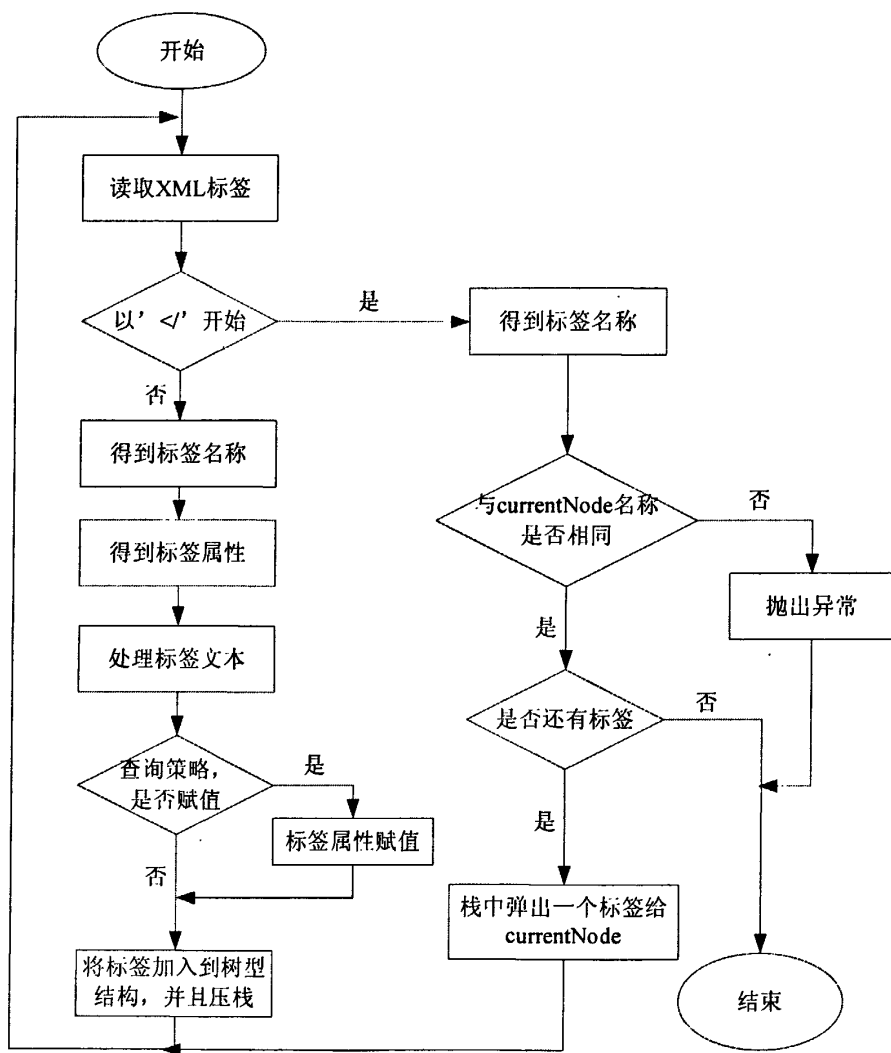 开始
读取XML标签
以’</’开始
是
得到标签名称
否
得到标签名称
与currentNode名称
是否相同
否
得到标签属性
抛出异常
是
处理标签文本
是否还有标签
否
查询策略，
是否赋值
是
标签属性赋值
是
否
栈中弹出一个标签给
currentNode
将标签加入到树型
结构，并且压栈
结束